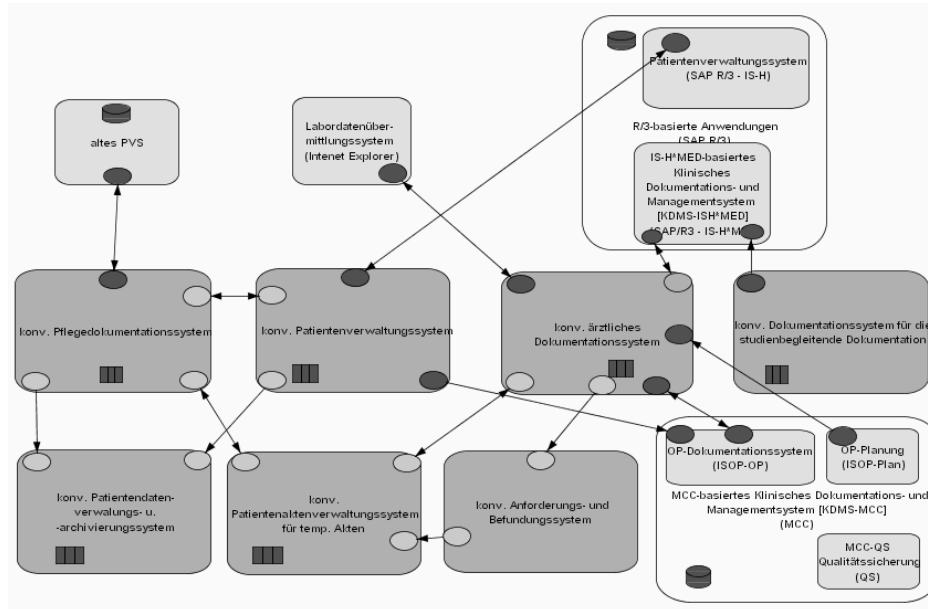 Patientenverwaltungssystem
(SAP R/3 - IS-H)
altes PVS
Labordatenüber-
mittlungssystem
(Intenet Explorer)
R/3-basierte Anwendungen
(SAP R/3)
IS-H*MED-basiertes
Klinisches
Dokumentations- und
Managementsystem
[KDMS-ISH*MED]
(SAP/R3 - IS-H*M
konv. Pflegedokumentationssystem
konv. Patientenverwaltungssystem
konv. ärztliches
Dokumentationssystem
konv. Dokumentationssystem für die
studienbegleitende Dokumentation
OP-Dokumentationssystem
(ISOP-OP)
OP-Planung
(ISOP-Plan)
konv. Patientendaten-
verwalungs- u.
-archivierungssystem
konv.
Patientenaktenverwaltungssystem
für temp. Akten
konv. Anforderungs- und
Befundungssystem
MCC-basiertes Klinisches Dokumentations- und
Managementsystem [KDMS-MCC]
(MCC)
MCC-QS
Qualitätssicherung
(QS)